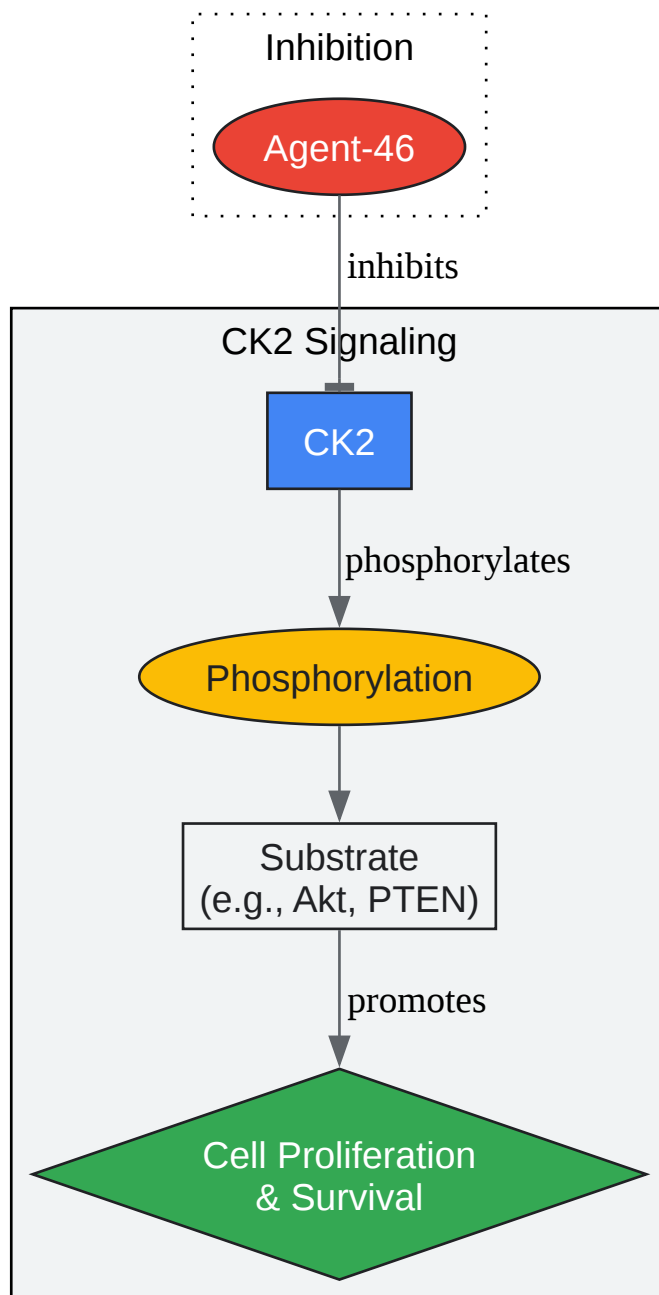 Inhibition
Agent-46
inhibits
CK2 Signaling
CK2
phosphorylates
Phosphorylation
Substrate
(e.g., Akt, PTEN)
promotes
Cell Proliferation
& Survival